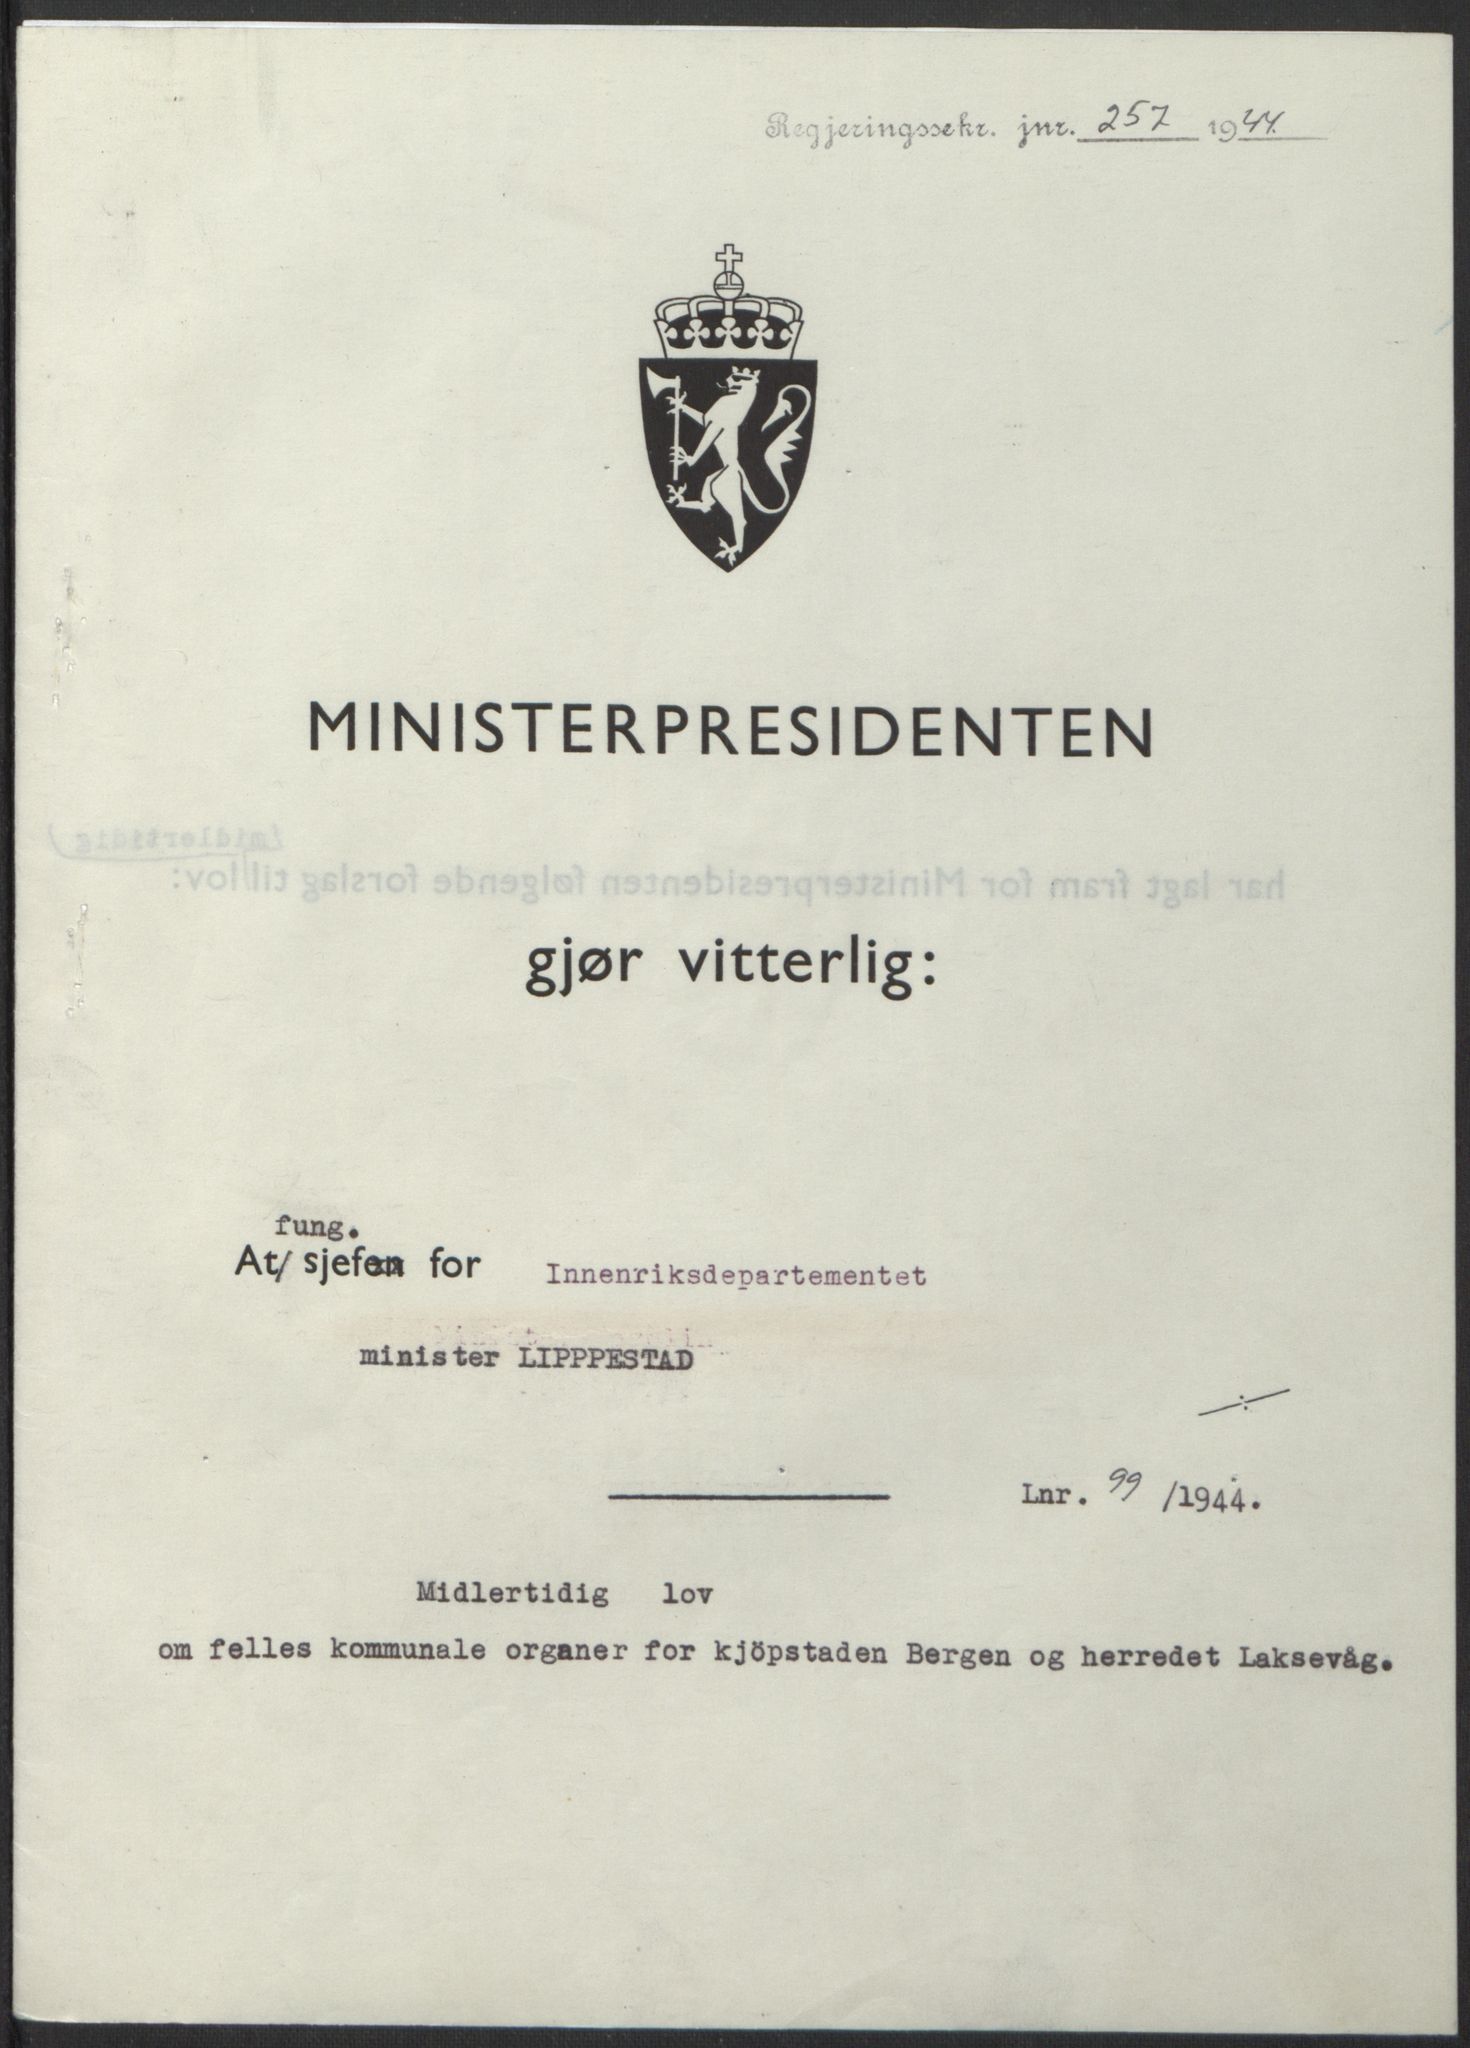 Regjeringssekr. jnr. 257 1944.
MINISTERPRESIDENTEN
(midlertidig)
har lagt fram for Ministerpresidenten følgende forslag til lov:
gjør vitterlig:
fung.
At/ sjefen for Innenriksdepartementet
minister LIPPPESTAD
Lnr. 99 /1944.
Midlertidig lov
om felles kommunale organer for kjöpstaden Bergen og herredet Laksevåg.